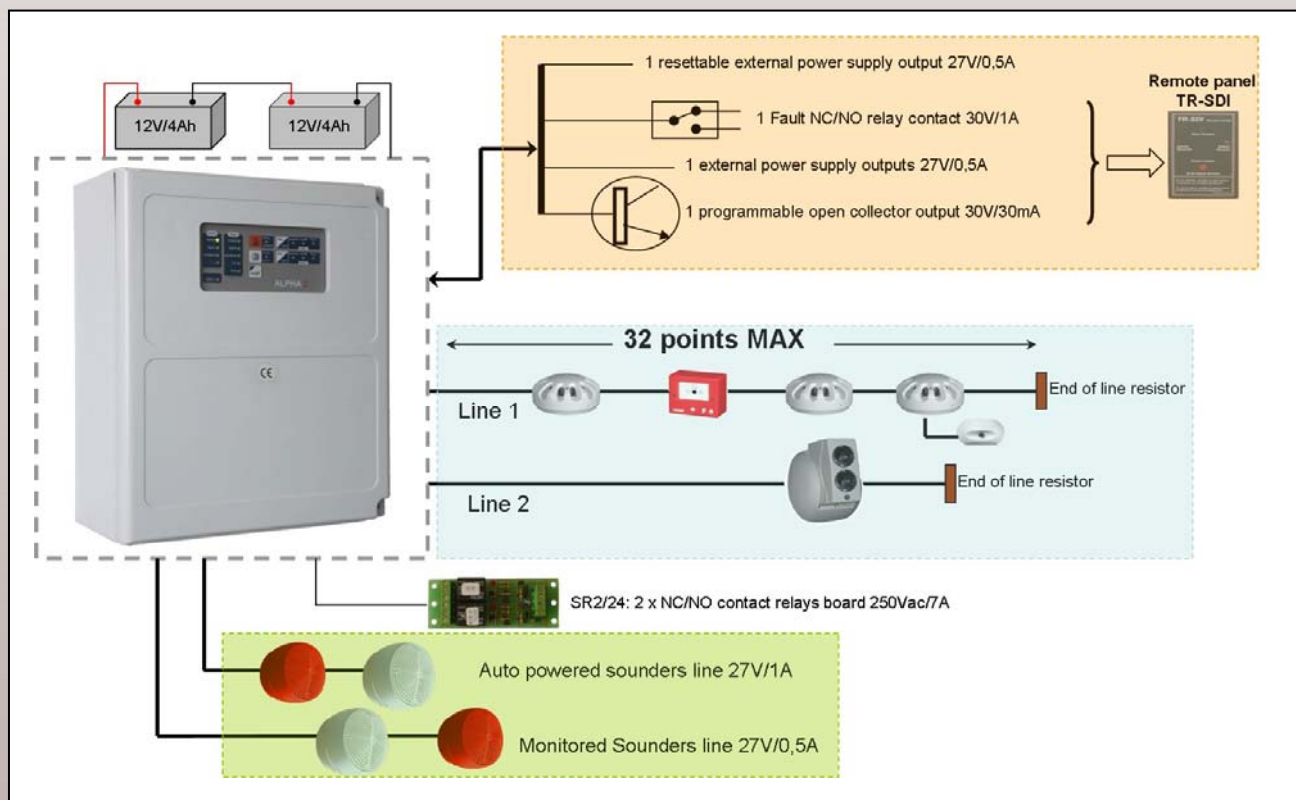 12V/4Ah
12V/4Ah
1 resettable external power supply output 27V/0,5A
1 Fault NC/NO relay contact 30V/1A
1 external power supply outputs 27V/0,5A
1 programmable open collector output 30V/30mA
Remote panel
TR-SDI
ALPHA
CE
32 points MAX
Line 1
End of line resistor
Line 2
End of line resistor
SR2/24: 2 x NC/NO contact relays board 250Vac/7A
Auto powered sounders line 27V/1A
Monitored Sounders line 27V/0,5A